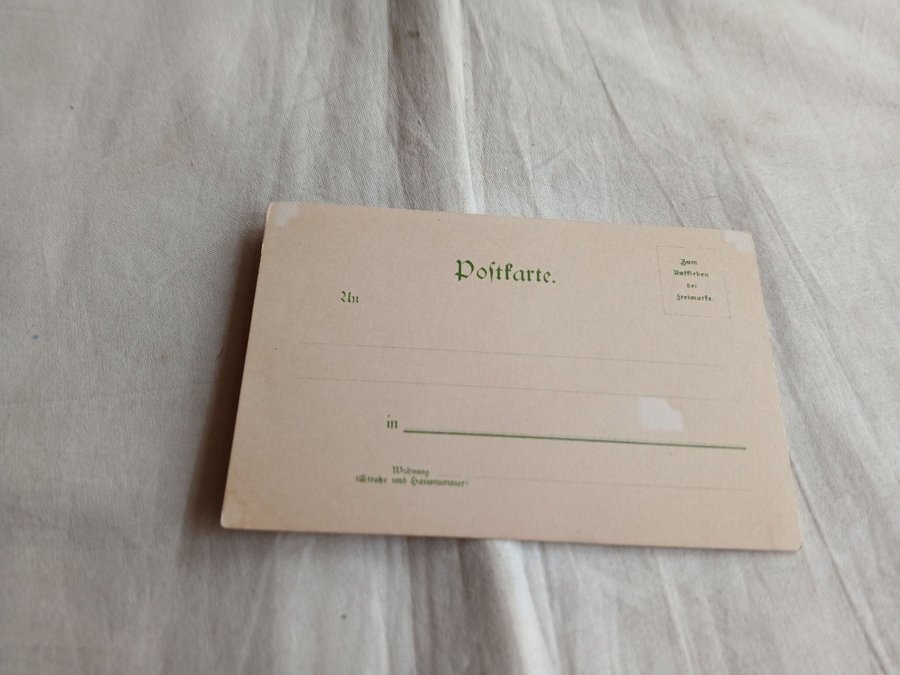 Postkarte.
Zum
Aufkleben
der
Freimarke.
An
in
Wohnung
(Straße und Hausnummer)